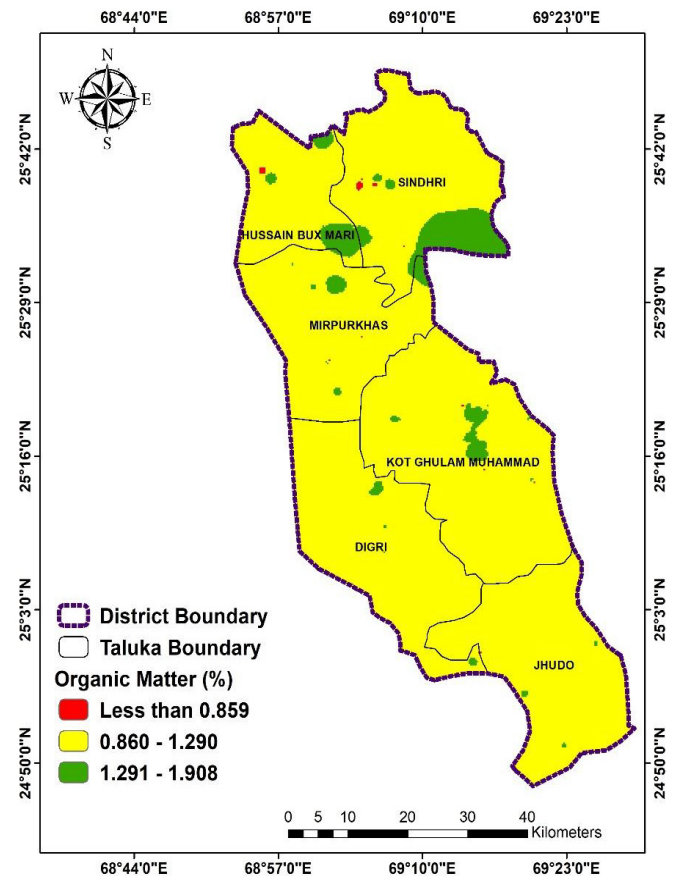 68°44'0"E 68°57'0"E 69°10'0"E 69°23'0"E
N
W E
S
25°42'0"N 25°42'0"N
SINDHRI
HUSSAIN BUX MARI
25°29'0"N 25°29'0"N
MIRPURKHAS
25°16'0"N 25°16'0"N
KOT GHULAM MUHAMMAD
DIGRI
25°3'0"N 25°3'0"N
JHUDO
24°50'0"N 24°50'0"N
District Boundary
Taluka Boundary
Organic Matter (%)
Less than 0.859
0.860 - 1.290
1.291 - 1.908
0 5 10 20 30 40
Kilometers
68°44'0"E 68°57'0"E 69°10'0"E 69°23'0"E